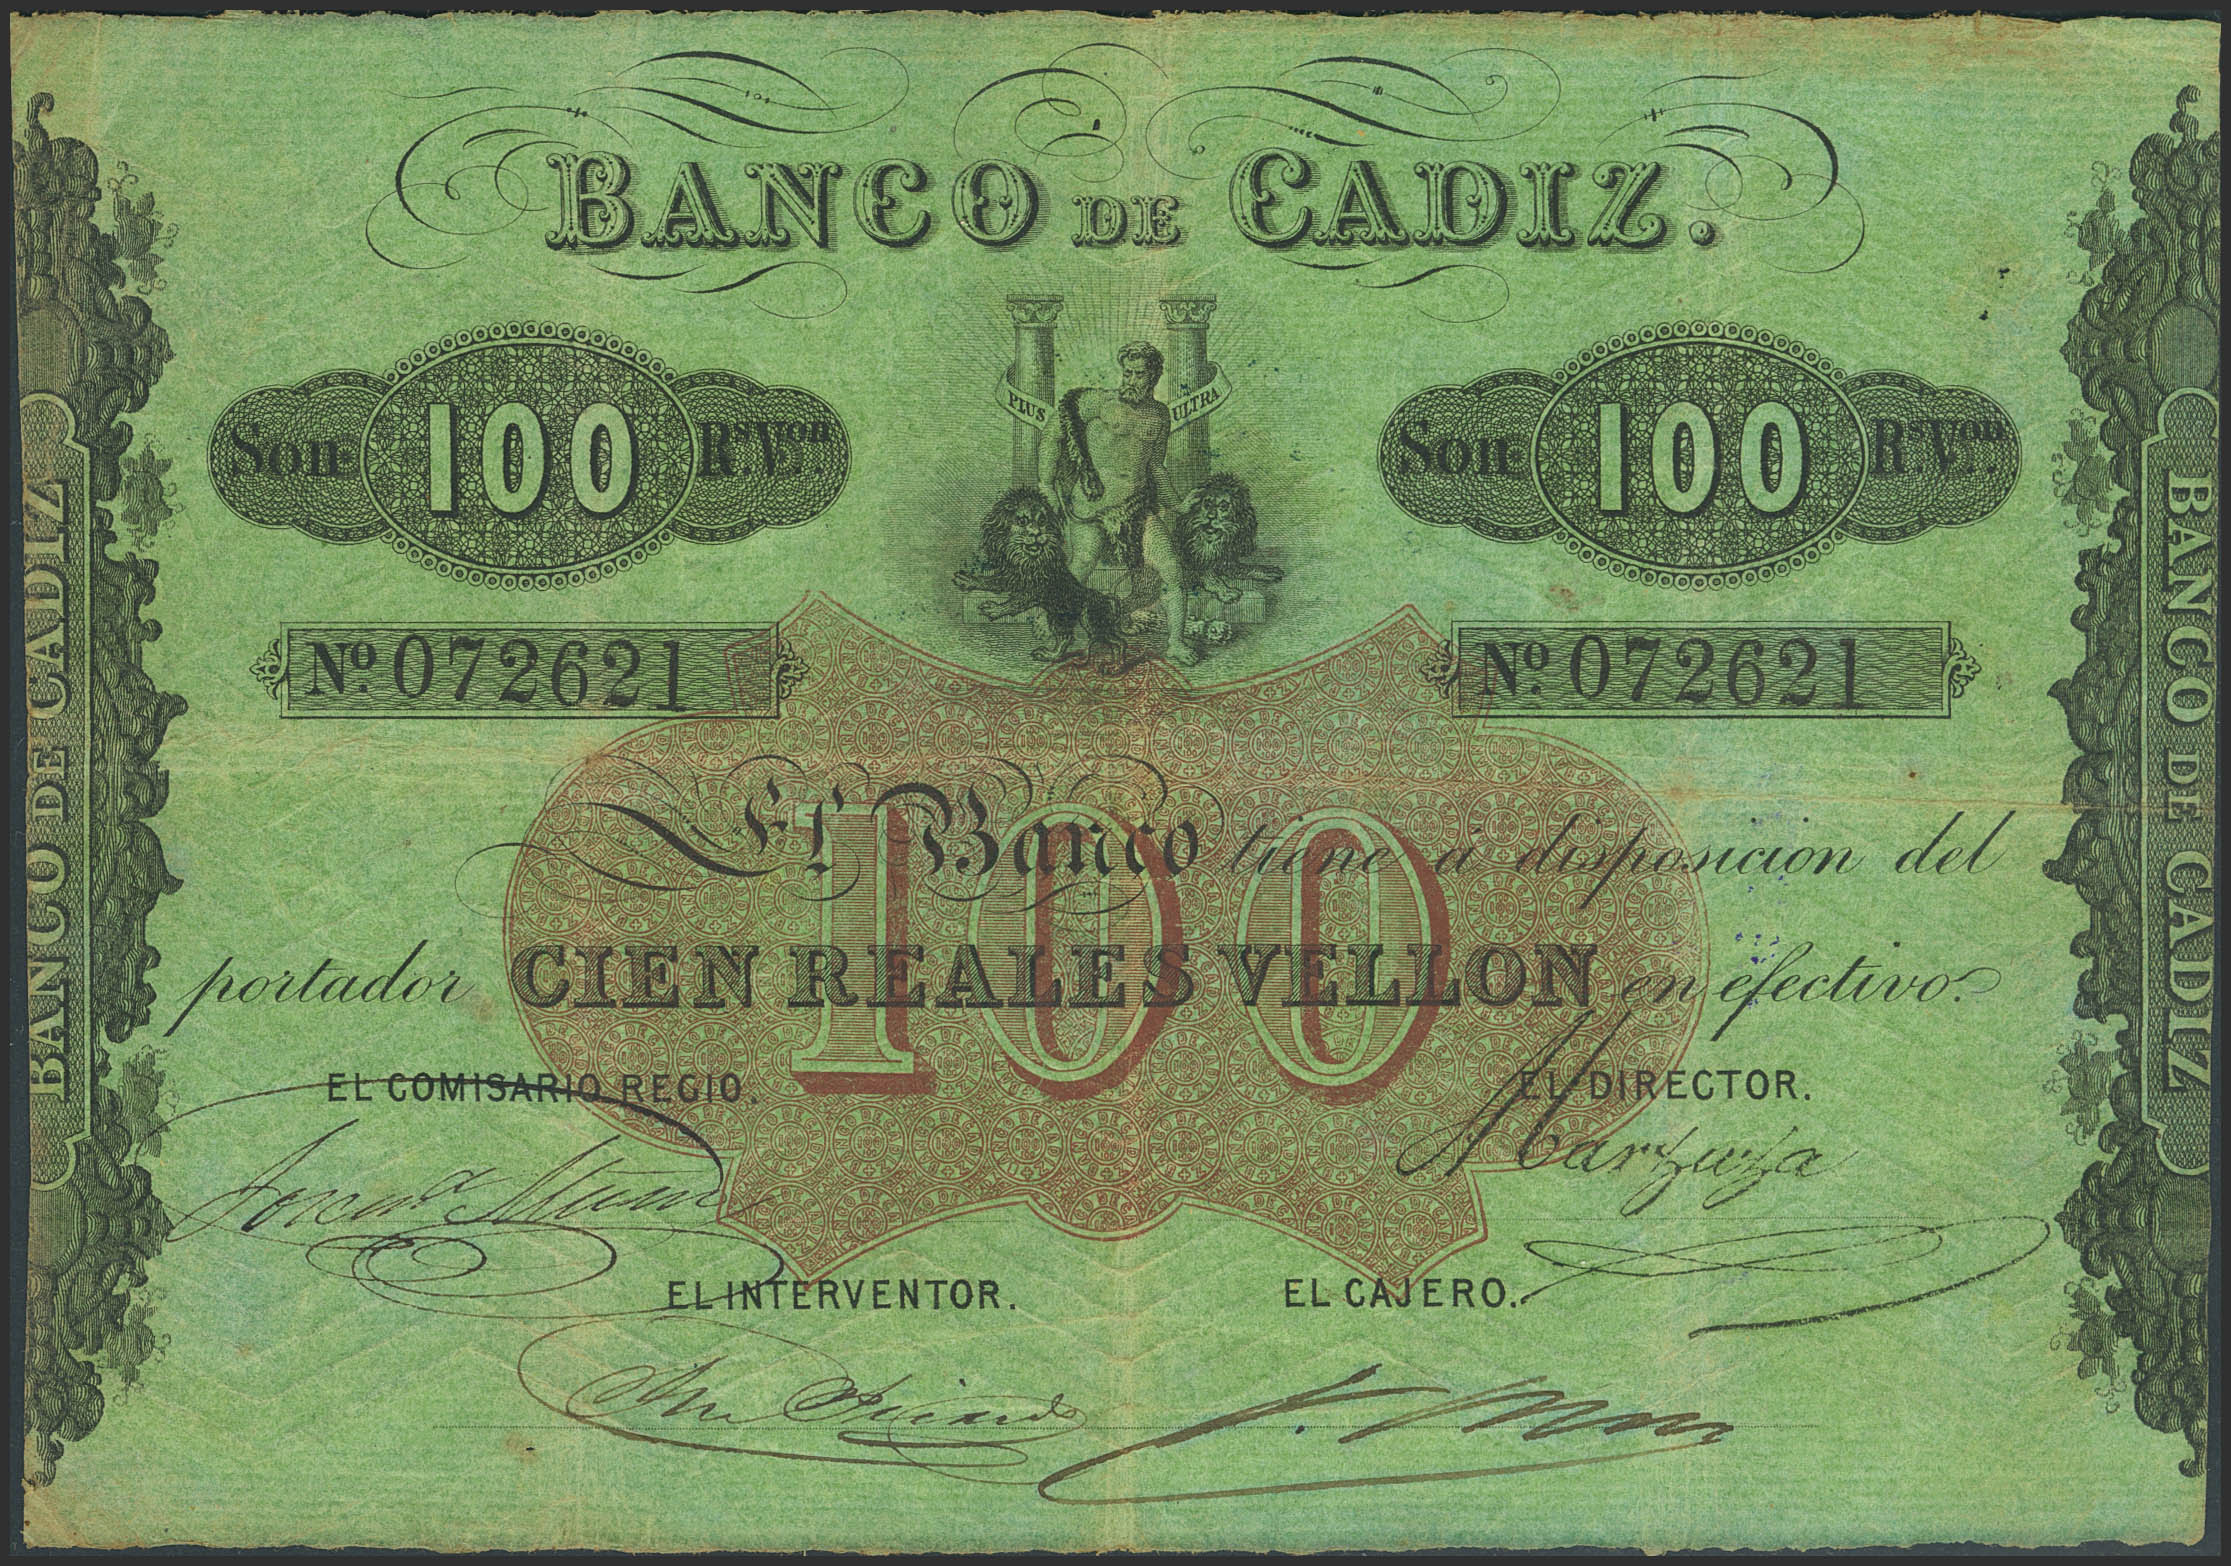 BANCO DE CADIZ.
PLUS ULTRA
Son 100 Rs. Von.
Son 100 Rs. Von.
No. 072621
No. 072621
El Banco tiene á disposicion del
100
portador CIEN REALES VELLON en efectivo.
EL COMISARIO REGIO.
EL DIRECTOR.
EL INTERVENTOR.
EL CAJERO.
BANCO DE CADIZ
BANCO DE CADIZ